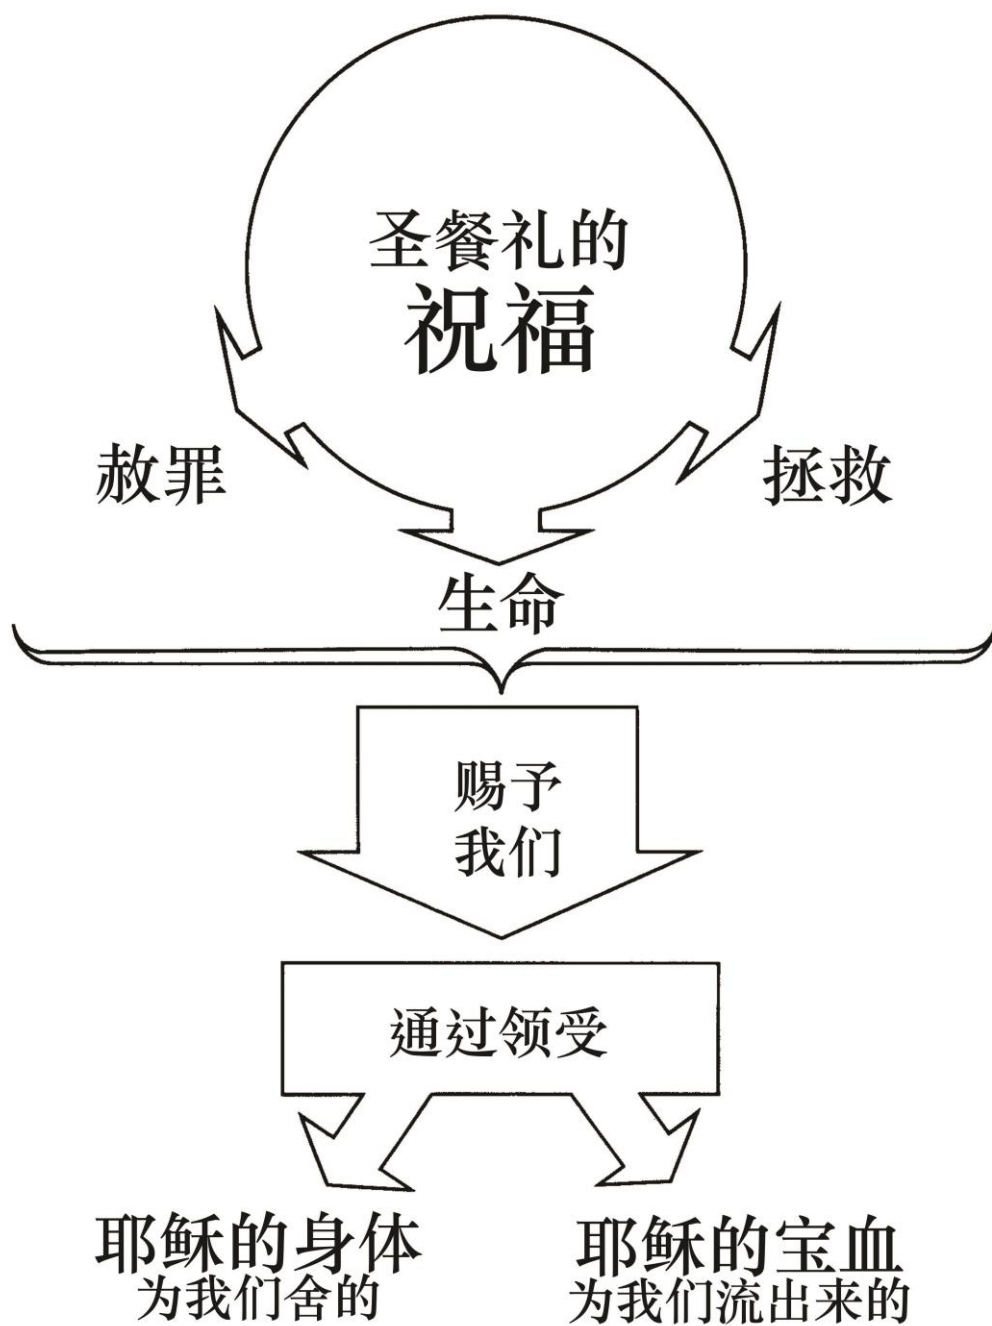 圣餐礼的
祝福
赦罪
拯救
生命
赐予
我们
通过领受
耶稣的身体
为我们舍的
耶稣的宝血
为我们流出来的